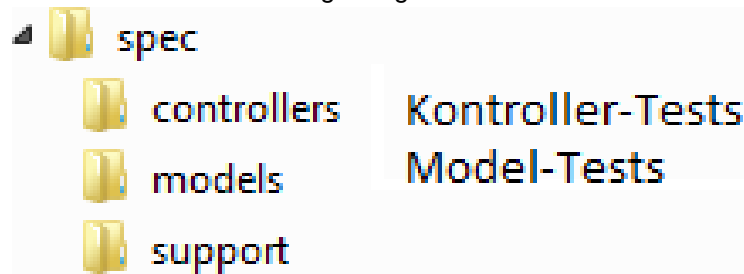 spec
controllers Kontroller-Tests
models Model-Tests
support